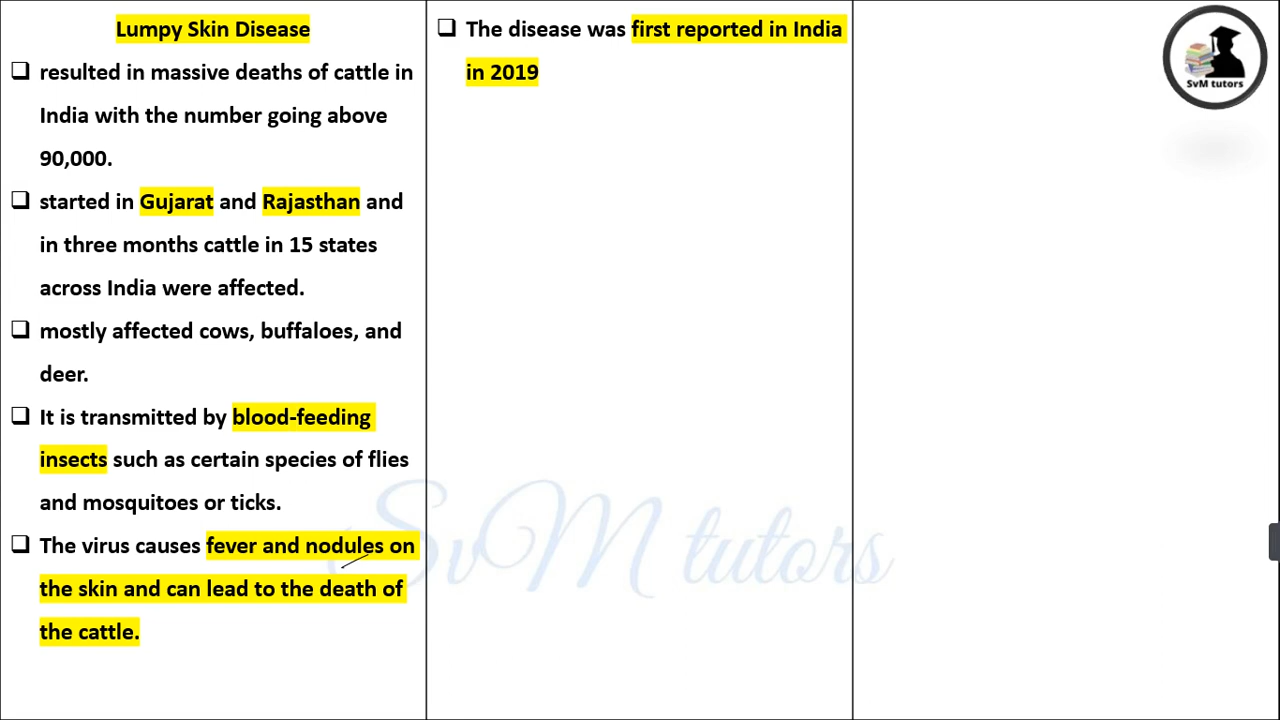 Lumpy Skin Disease
❑ resulted in massive deaths of cattle in
India with the number going above
90,000.
❑ started in Gujarat and Rajasthan and
in three months cattle in 15 states
across India were affected.
❑ mostly affected cows, buffaloes, and
deer.
❑ It is transmitted by blood-feeding
insects such as certain species of flies
and mosquitoes or ticks.
❑ The virus causes fever and nodules on
the skin and can lead to the death of
the cattle.
❑ The disease was first reported in India
in 2019
SvM tutors
SvM tutors